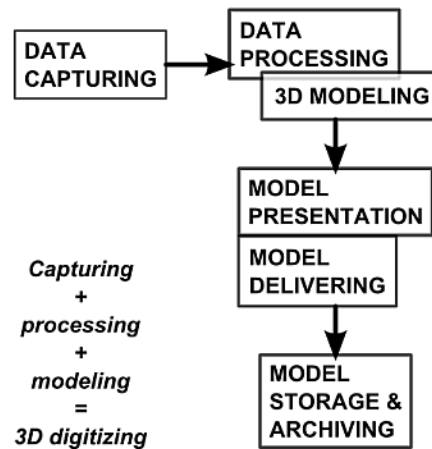 DATA
CAPTURING
DATA
PROCESSING
3D MODELING
MODEL
PRESENTATION
MODEL
DELIVERING
MODEL
STORAGE &
ARCHIVING
Capturing
+
processing
+
modeling
=
3D digitizing